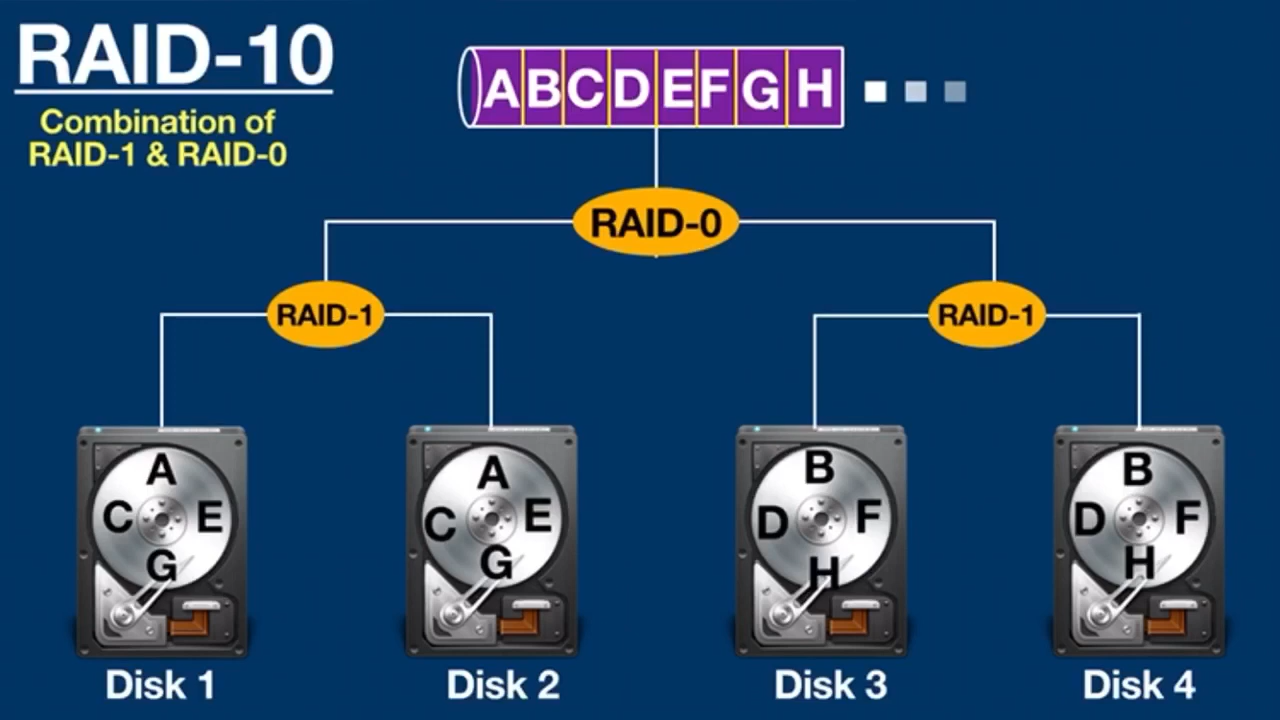 RAID-10
Combination of
RAID-1 & RAID-0
A B C D E F G H
RAID-0
RAID-1
RAID-1
A
C E
G
A
C E
G
B
D F
H
B
D F
H
Disk 1
Disk 2
Disk 3
Disk 4